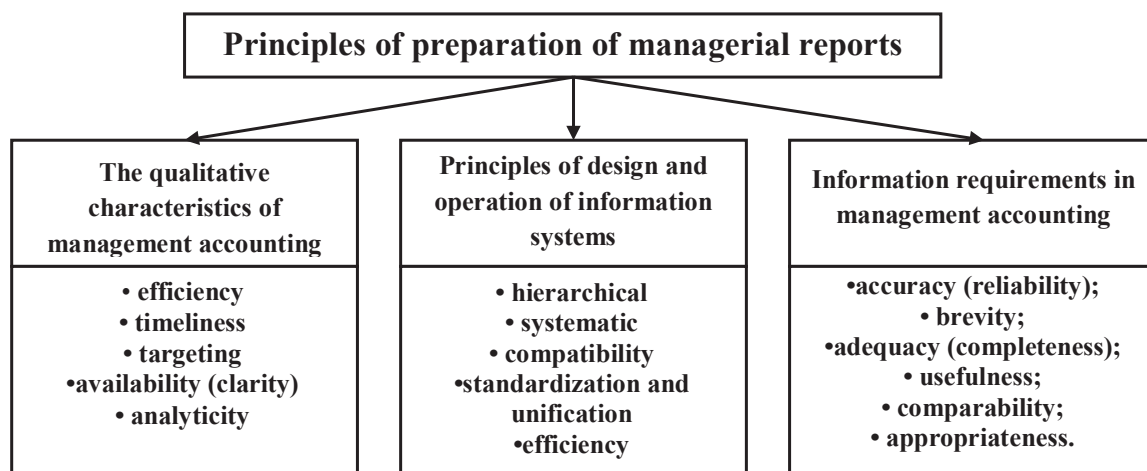 Principles of preparation of managerial reports
The qualitative
characteristics of
management accounting
• efficiency
• timeliness
• targeting
•availability (clarity)
• analyticity
Principles of design and
operation of information
systems
• hierarchical
• systematic
• compatibility
•standardization and
unification
•efficiency
Information requirements in
management accounting
•accuracy (reliability);
• brevity;
•adequacy (completeness);
• usefulness;
• comparability;
• appropriateness.